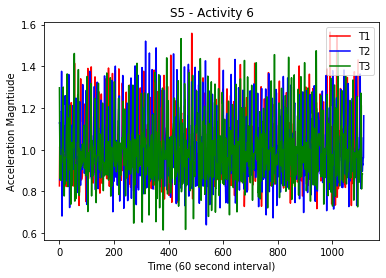 S5 - Activity 6
T1
T2
T3
Acceleration Magntiude
1.6
1.4
1.2
1.0
0.8
0.6
0
200
400
600
800
1000
Time (60 second interval)